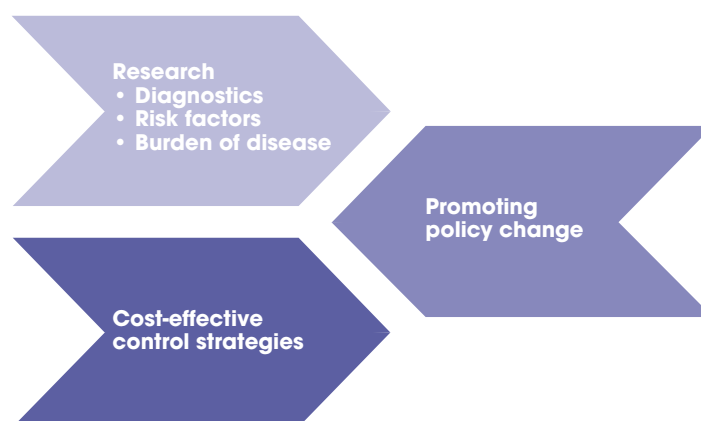 Research
• Diagnostics
• Risk factors
• Burden of disease
Promoting
policy change
Cost-effective
control strategies